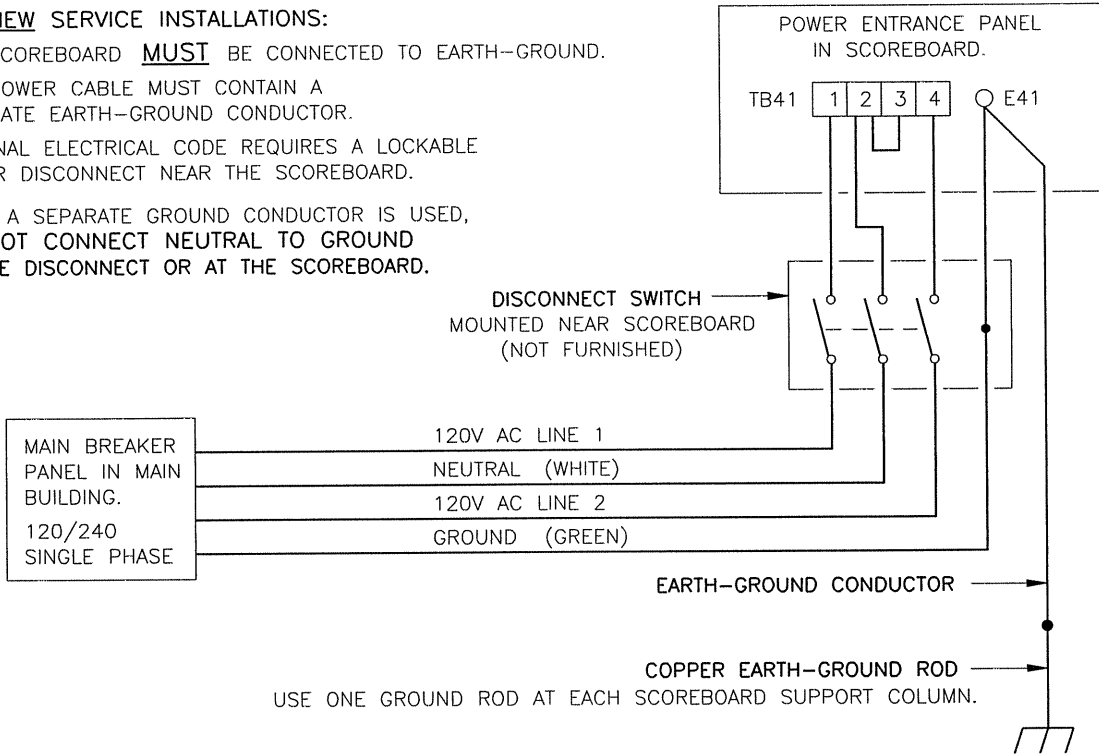 NEW SERVICE INSTALLATIONS:
SCOREBOARD MUST BE CONNECTED TO EARTH-GROUND.
POWER CABLE MUST CONTAIN A
ATE EARTH-GROUND CONDUCTOR.
NAL ELECTRICAL CODE REQUIRES A LOCKABLE
R DISCONNECT NEAR THE SCOREBOARD.
A SEPARATE GROUND CONDUCTOR IS USED,
OT CONNECT NEUTRAL TO GROUND
E DISCONNECT OR AT THE SCOREBOARD.
POWER ENTRANCE PANEL
IN SCOREBOARD.
TB41 1 2 3 4 E41
DISCONNECT SWITCH
MOUNTED NEAR SCOREBOARD
(NOT FURNISHED)
MAIN BREAKER
PANEL IN MAIN
BUILDING.
120/240
SINGLE PHASE
120V AC LINE 1
NEUTRAL (WHITE)
120V AC LINE 2
GROUND (GREEN)
EARTH-GROUND CONDUCTOR
COPPER EARTH-GROUND ROD
USE ONE GROUND ROD AT EACH SCOREBOARD SUPPORT COLUMN.